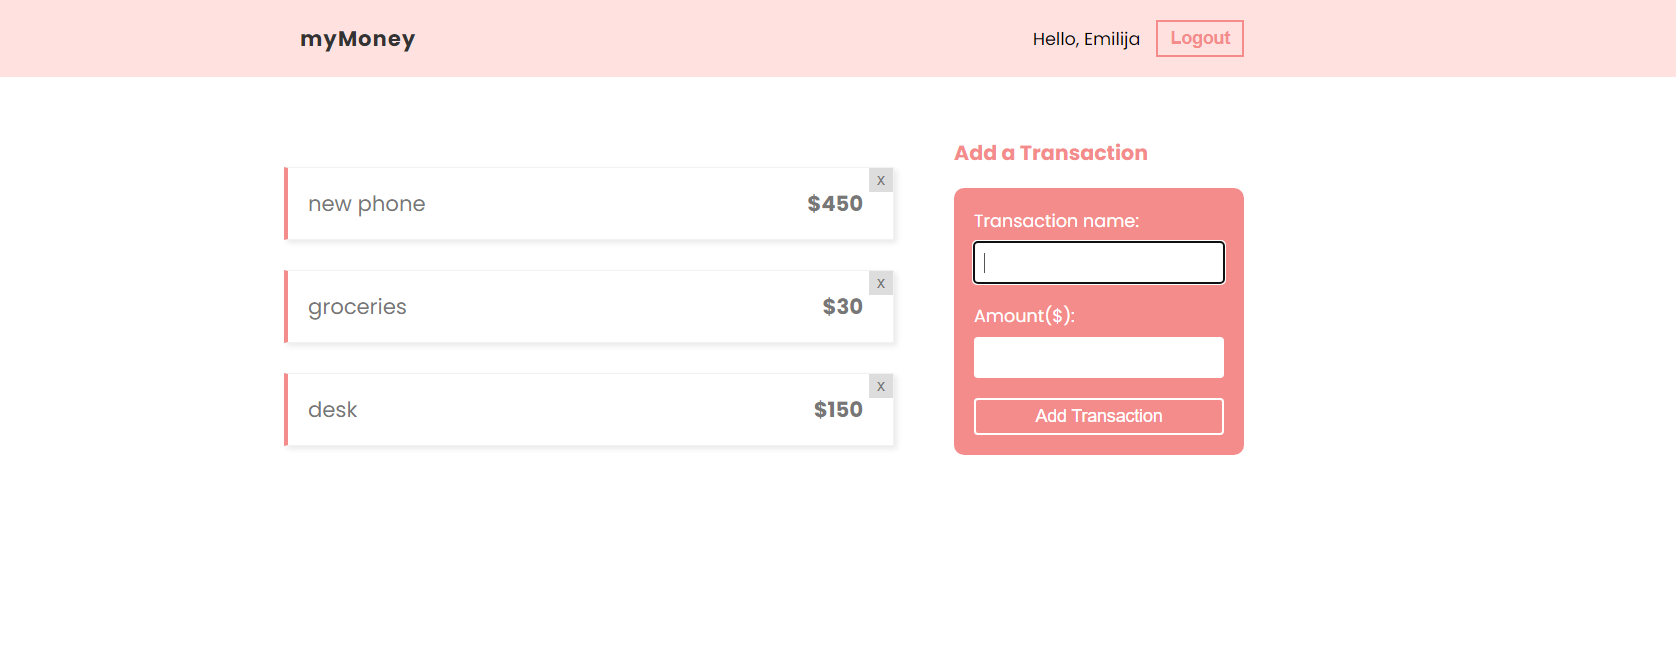 myMoney
Hello, Emilija
Logout
new phone
$450
x
groceries
$30
x
desk
$150
x
Add a Transaction
Transaction name:
Amount($):
Add Transaction